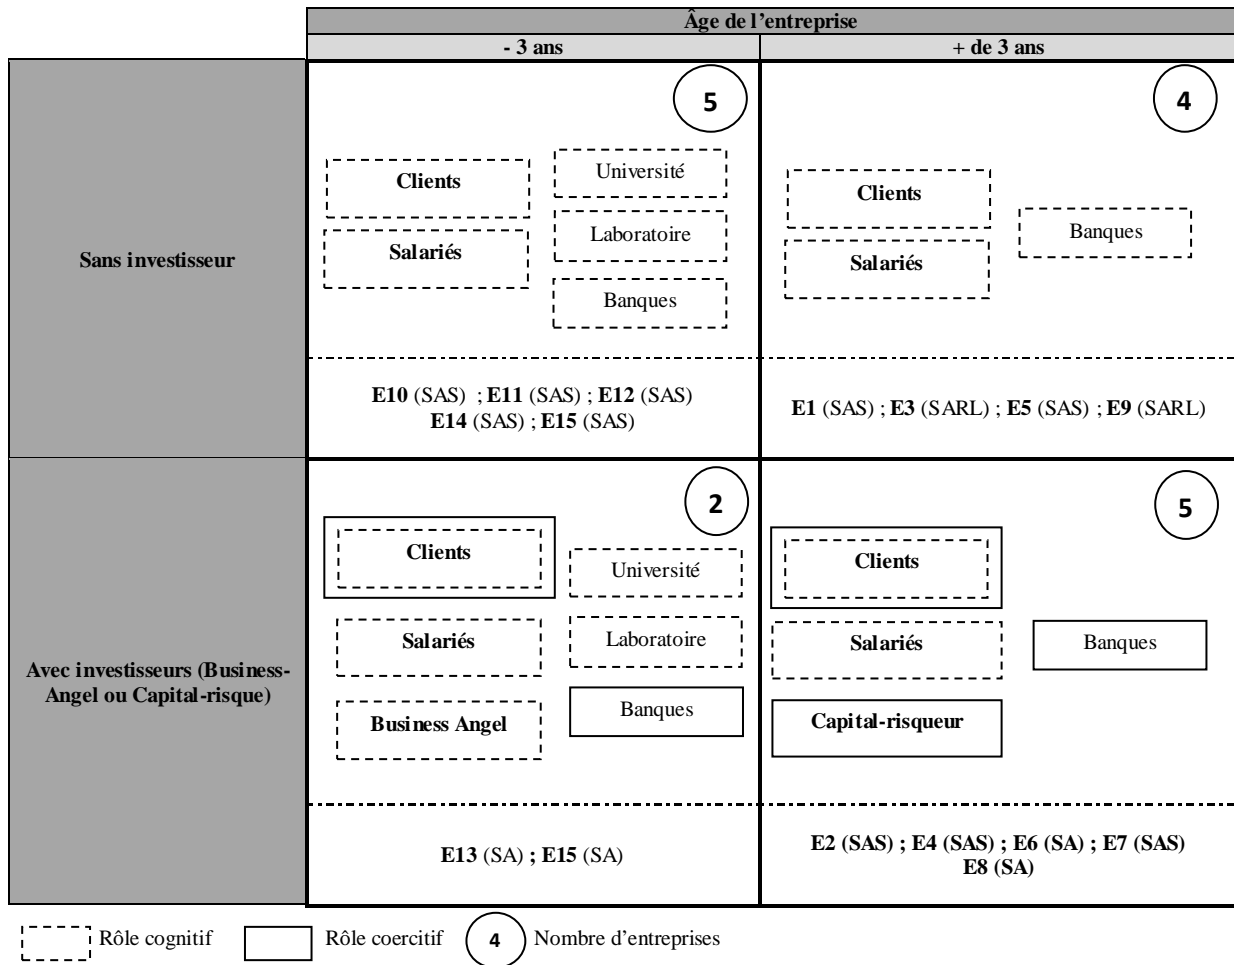 Âge de l'entreprise
- 3 ans
+ de 3 ans
Sans investisseur
5
Clients
Salariés
Université
Laboratoire
Banques
E10 (SAS) ; E11 (SAS) ; E12 (SAS)
E14 (SAS) ; E15 (SAS)
4
Clients
Salariés
Banques
E1 (SAS) ; E3 (SARL) ; E5 (SAS) ; E9 (SARL)
Avec investisseurs (Business-
Angel ou Capital-risque)
2
Clients
Salariés
Business Angel
Université
Laboratoire
Banques
E13 (SA) ; E15 (SA)
5
Clients
Salariés
Capital-risqueur
Banques
E2 (SAS) ; E4 (SAS) ; E6 (SA) ; E7 (SAS)
E8 (SA)
Rôle cognitif
Rôle coercitif
4
Nombre d'entreprises